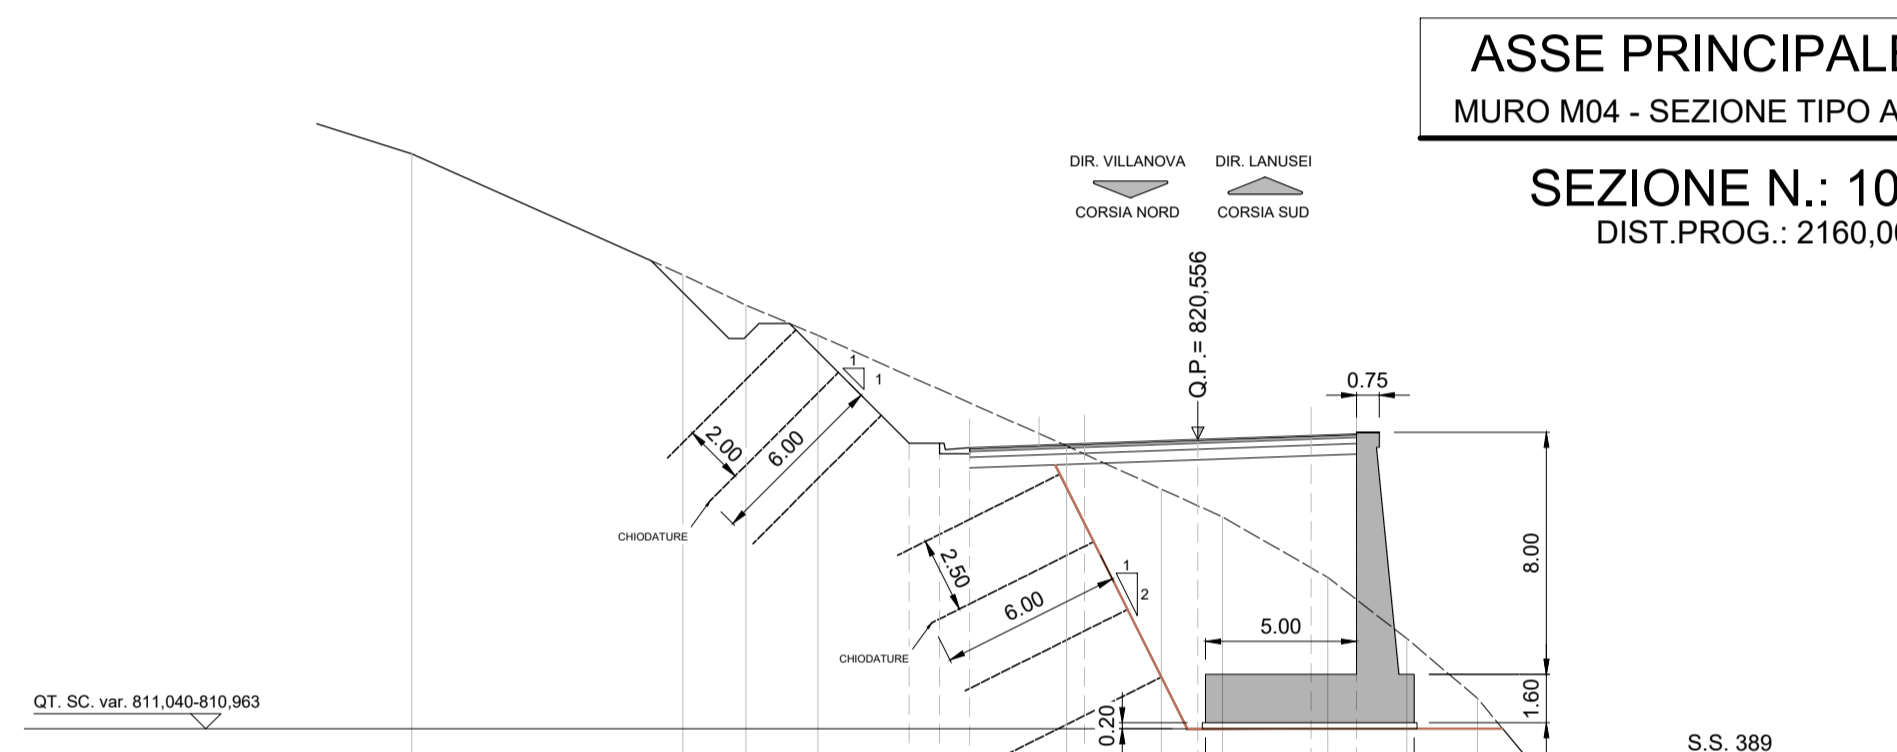 ASSE PRINCIPALE
MURO M04 - SEZIONE TIPO A
SEZIONE N.: 10
DIST.PROG.: 2160,00
DIR. VILLANOVA
DIR. LANUSEI
CORSIA NORD
CORSIA SUD
Q.P.= 820,556
0.75
1
1
2.00
6.00
CHIODATURE
2.50
6.00
1
2
CHIODATURE
5.00
8.00
1.60
0.20
QT. SC. var. 811,040-810,963
S.S. 389